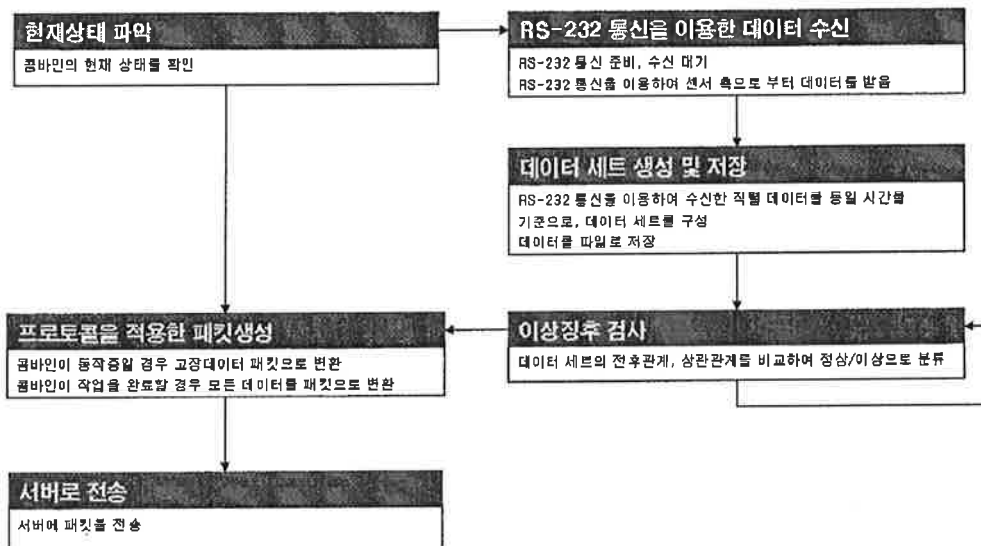 현재상태 파악
콤바인의 현재 상태를 확인
RS-232 통신을 이용한 데이터 수신
RS-232 통신 준비, 수신 대기
RS-232 통신을 이용하여 센서 측으로 부터 데이터를 받음
데이터 세트 생성 및 저장
RS-232 통신을 이용하여 수신한 직렬 데이터를 동일 시간을
기준으로, 데이터 세트를 구성
데이터를 파일로 저장
프로토콜을 적용한 패킷생성
콤바인이 동작중일 경우 고장데이터 패킷으로 변환
콤바인이 작업을 완료할 경우 모든 데이터를 패킷으로 변환
이상징후 검사
데이터 세트의 전후관계, 상관관계를 비교하여 정상/이상으로 분류
서버로 전송
서버에 패킷을 전송